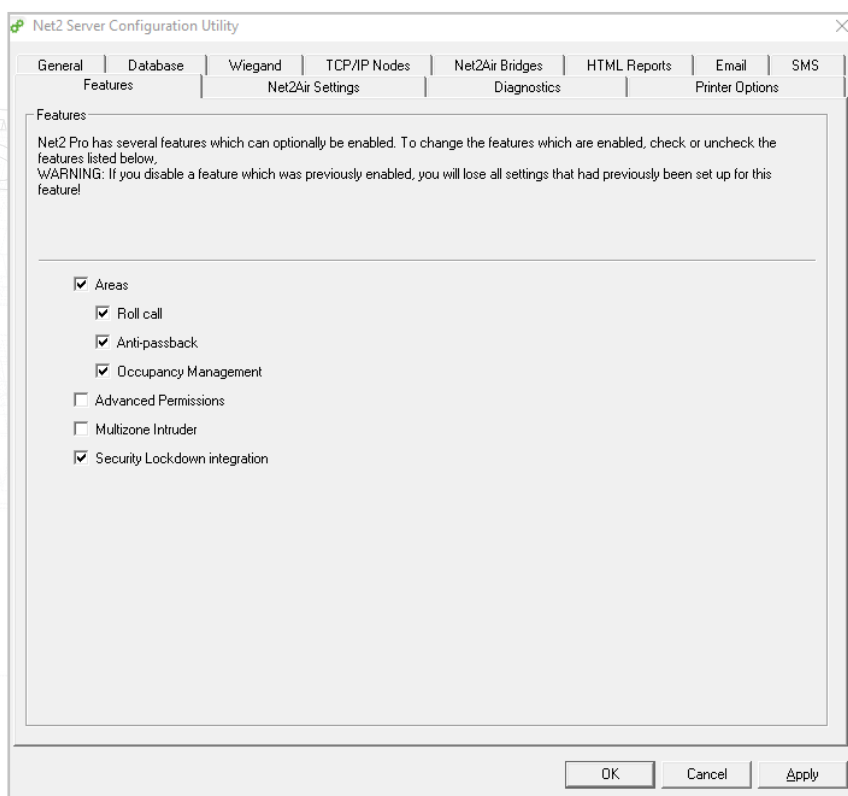 Net2 Server Configuration Utility
General Database Wiegand TCP/IP Nodes Net2Air Bridges HTML Reports Email SMS
Features Net2Air Settings Diagnostics Printer Options
Features
Net2 Pro has several features which can optionally be enabled. To change the features which are enabled, check or uncheck the
features listed below,
WARNING: If you disable a feature which was previously enabled, you will lose all settings that had previously been set up for this
feature!
Areas
Roll call
Anti-passback
Occupancy Management
Advanced Permissions
Multizone Intruder
Security Lockdown integration
OK Cancel Apply